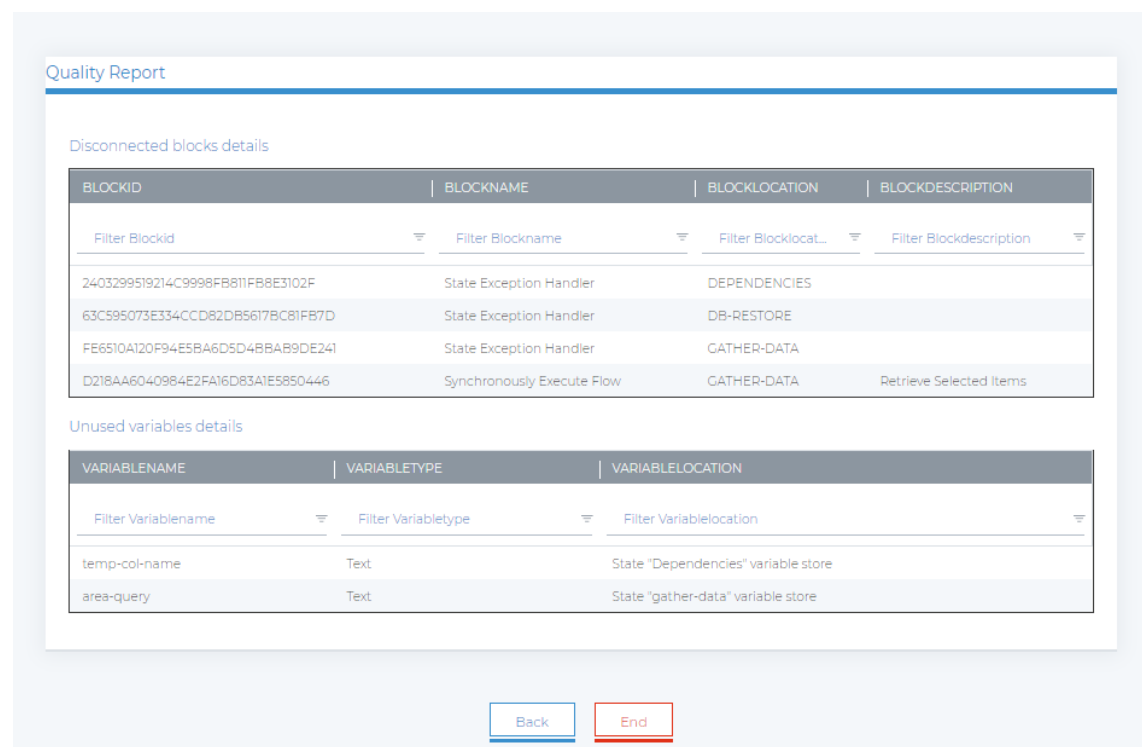 Quality Report
Disconnected blocks details
BLOCKID BLOCKNAME BLOCKLOCATION BLOCKDESCRIPTION
Filter Blockid Filter Blockname Filter Blocklocat... Filter Blockdescription
2403299519214C9998FB811FB8E3102F State Exception Handler DEPENDENCIES
63C595073E334CCD82DB5617BC81FB7D State Exception Handler DB-RESTORE
FE6510A120F94E5BA6D5D4BBAB9DE241 State Exception Handler GATHER-DATA
D218AA6040984E2FA16D83A1E5850446 Synchronously Execute Flow GATHER-DATA Retrieve Selected Items
Unused variables details
VARIABLENAME VARIABLETYPE VARIABLELOCATION
Filter Variablename Filter Variabletype Filter Variablelocation
temp-col-name Text State "Dependencies" variable store
area-query Text State "gather-data" variable store
Back End